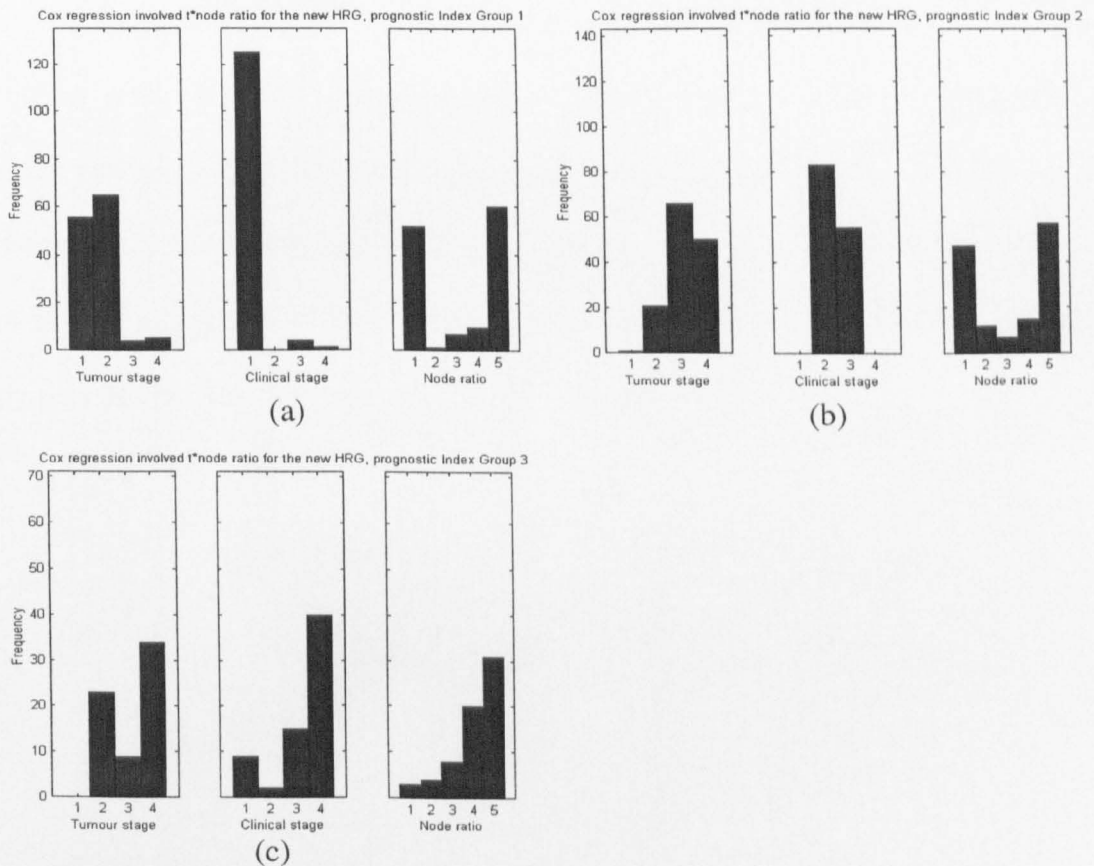 Cox regression involved t*node ratio for the new HRG, prognostic Index Group 1
120
100
80
60
40
20
0
Frequency
1 2 3 4
Tumour stage
1 2 3 4
Clinical stage
1 2 3 4 5
Node ratio
(a)
Cox regression involved t*node ratio for the new HRG, prognostic Index Group 2
140
120
100
80
60
40
20
0
Frequency
1 2 3 4
Tumour stage
1 2 3 4
Clinical stage
1 2 3 4 5
Node ratio
(b)
Cox regression involved t*node ratio for the new HRG, prognostic Index Group 3
70
60
50
40
30
20
10
0
Frequency
1 2 3 4
Tumour stage
1 2 3 4
Clinical stage
1 2 3 4 5
Node ratio
(c)